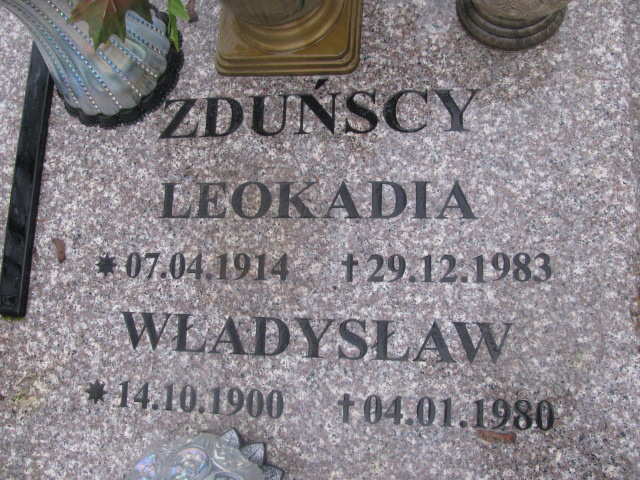 ZDUŃSCY
LEOKADIA
* 07.04.1914 † 29.12.1983
WŁADYSŁAW
* 14.10.1900 † 04.01.1980